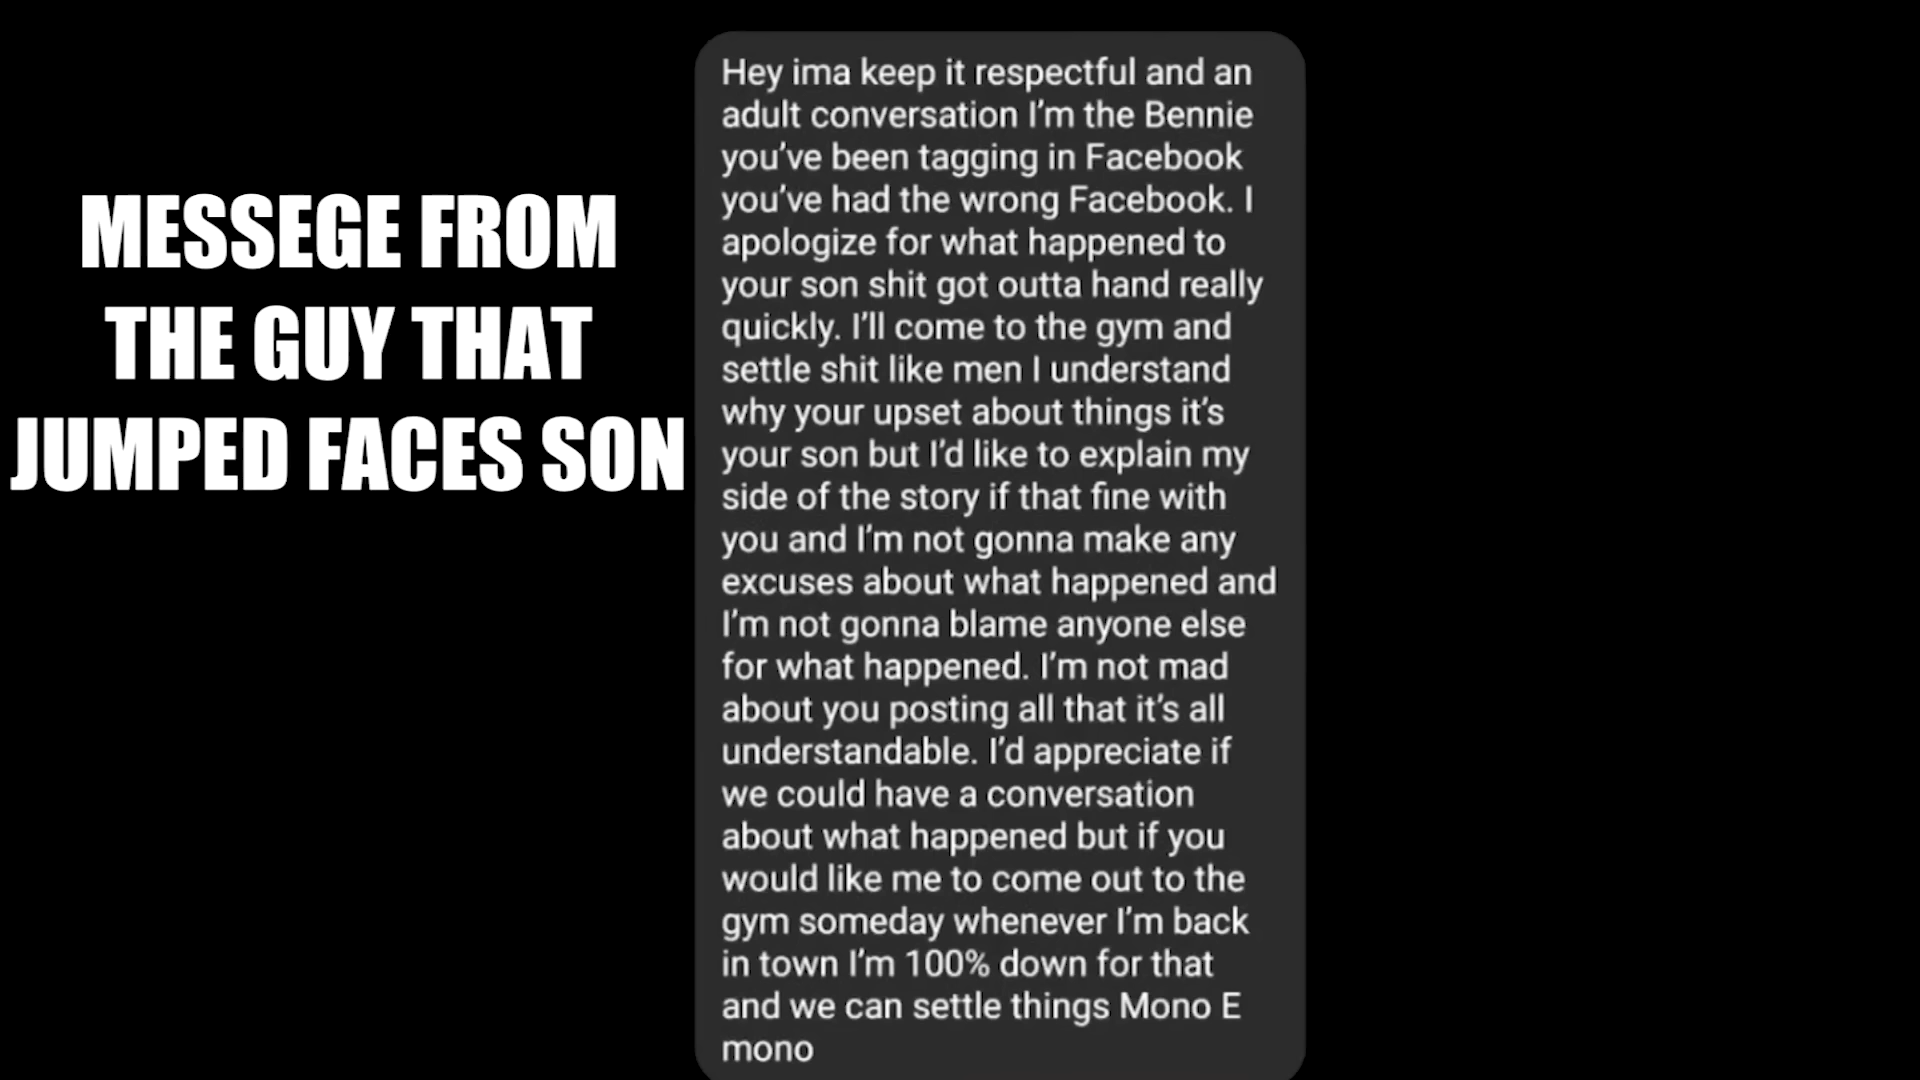 MESSEGE FROM
THE GUY THAT
JUMPED FACES SON
Hey ima keep it respectful and an
adult conversation I'm the Bennie
you've been tagging in Facebook
you've had the wrong Facebook. I
apologize for what happened to
your son shit got outta hand really
quickly. I'll come to the gym and
settle shit like men I understand
why your upset about things it's
your son but I'd like to explain my
side of the story if that fine with
you and I'm not gonna make any
excuses about what happened and
I'm not gonna blame anyone else
for what happened. I'm not mad
about you posting all that it's all
understandable. I'd appreciate if
we could have a conversation
about what happened but if you
would like me to come out to the
gym someday whenever I'm back
in town I'm 100% down for that
and we can settle things Mono E
mono